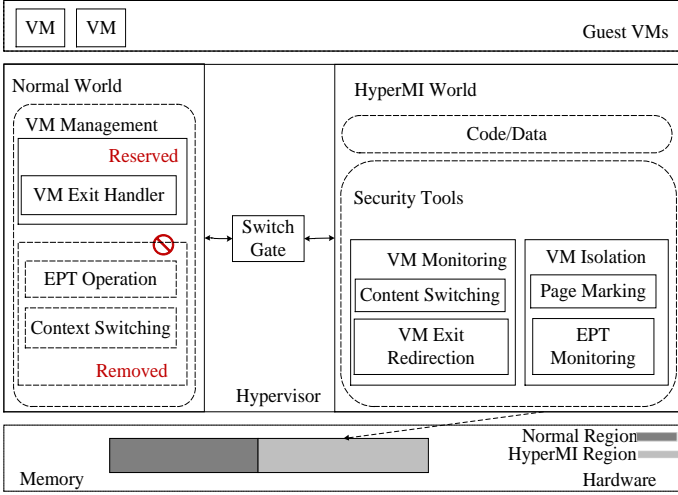 VM
VM
Guest VMs
Normal World
VM Management
Reserved
VM Exit Handler
EPT Operation
Context Switching
Removed
Switch
Gate
Hypervisor
HyperMI World
Code/Data
Security Tools
VM Monitoring
Content Switching
VM Exit
Redirection
VM Isolation
Page Marking
EPT
Monitoring
Normal Region
HyperMI Region
Memory
Hardware